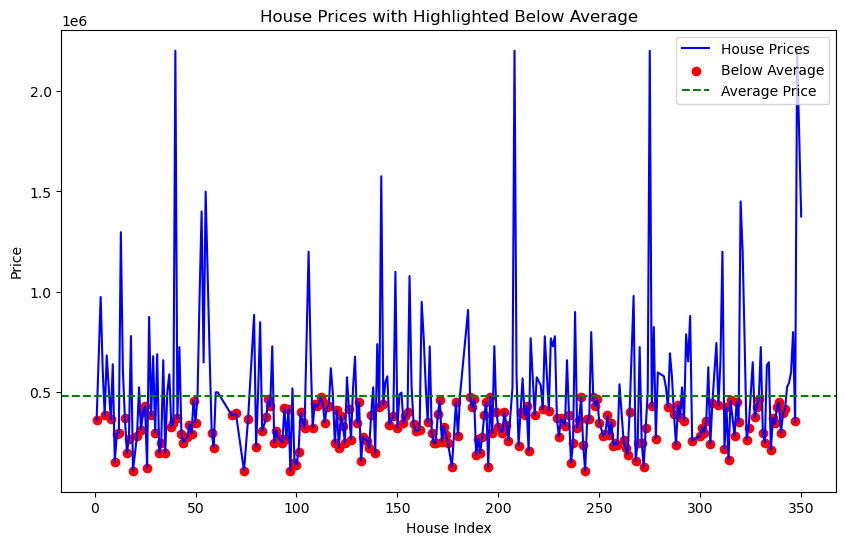 House Prices with Highlighted Below Average
1e6
House Prices
Below Average
Average Price
2.0
1.5
1.0
0.5
Price
0 50 100 150 200 250 300 350
House Index